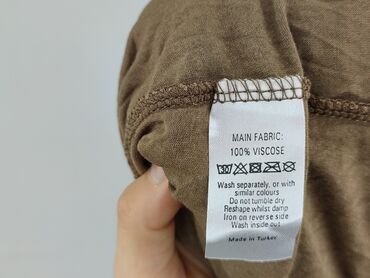 MAIN FABRIC:
100% VISCOSE
Wash separately, or with
similar colours
Do not tumble dry
Reshape whilst damp
Iron on reverse side
Wash inside out
Made in Turkey